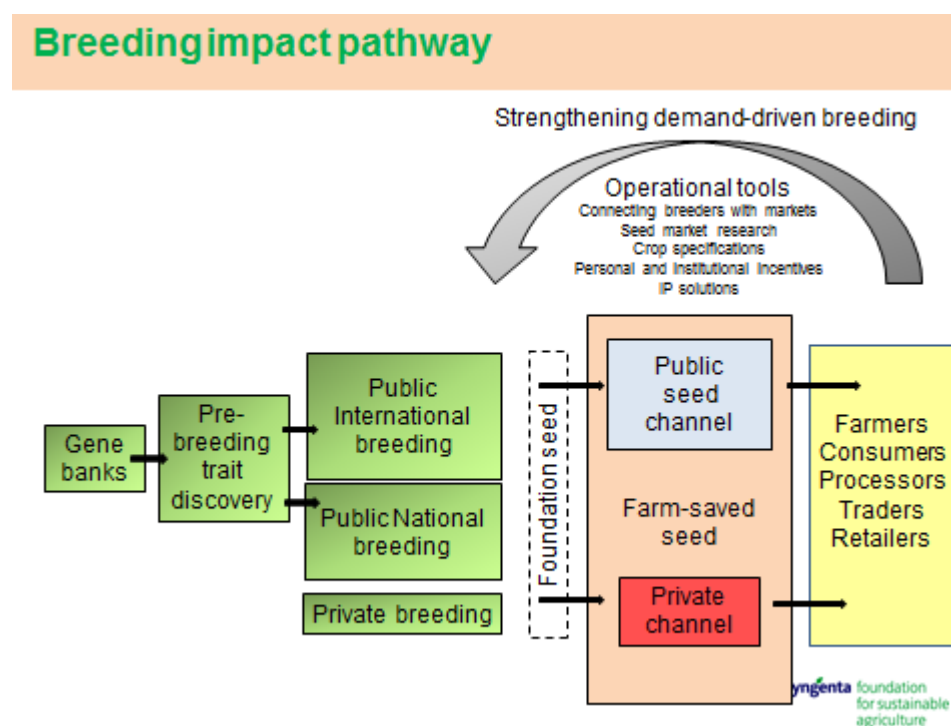 Breeding impact pathway
Strengthening demand-driven breeding
Operational tools
Connecting breeders with markets
Seed market research
Crop specifications
Personal and Institutional Incentives
IP solutions
Gene
banks
Pre-
breeding
trait
discovery
Public
International
breeding
Public National
breeding
Private breeding
Foundation seed
Public
seed
channel
Farm-saved
seed
Private
channel
Farmers
Consumers
Processors
Traders
Retailers
yngenta foundation
for sustainable
agriculture